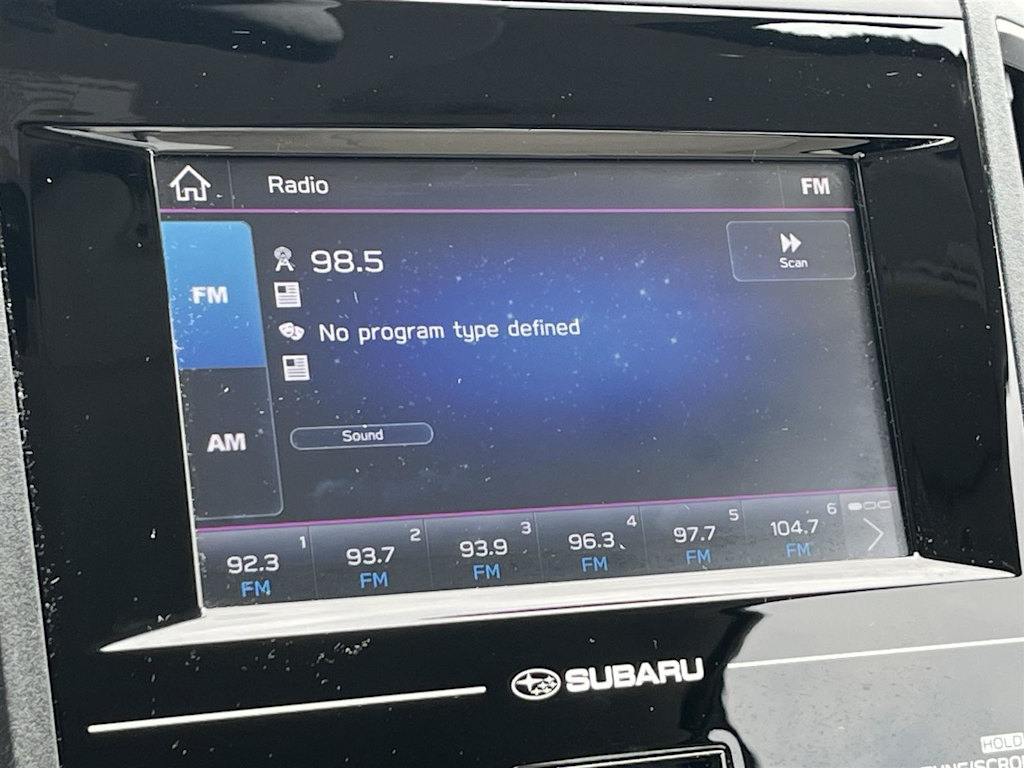 Radio
FM
FM
98.5
Scan
No program type defined
AM
Sound
1 2 3 4 5 6
92.3 93.7 93.9 96.3 97.7 104.7
FM FM FM FM FM FM
SUBARU
HOLD